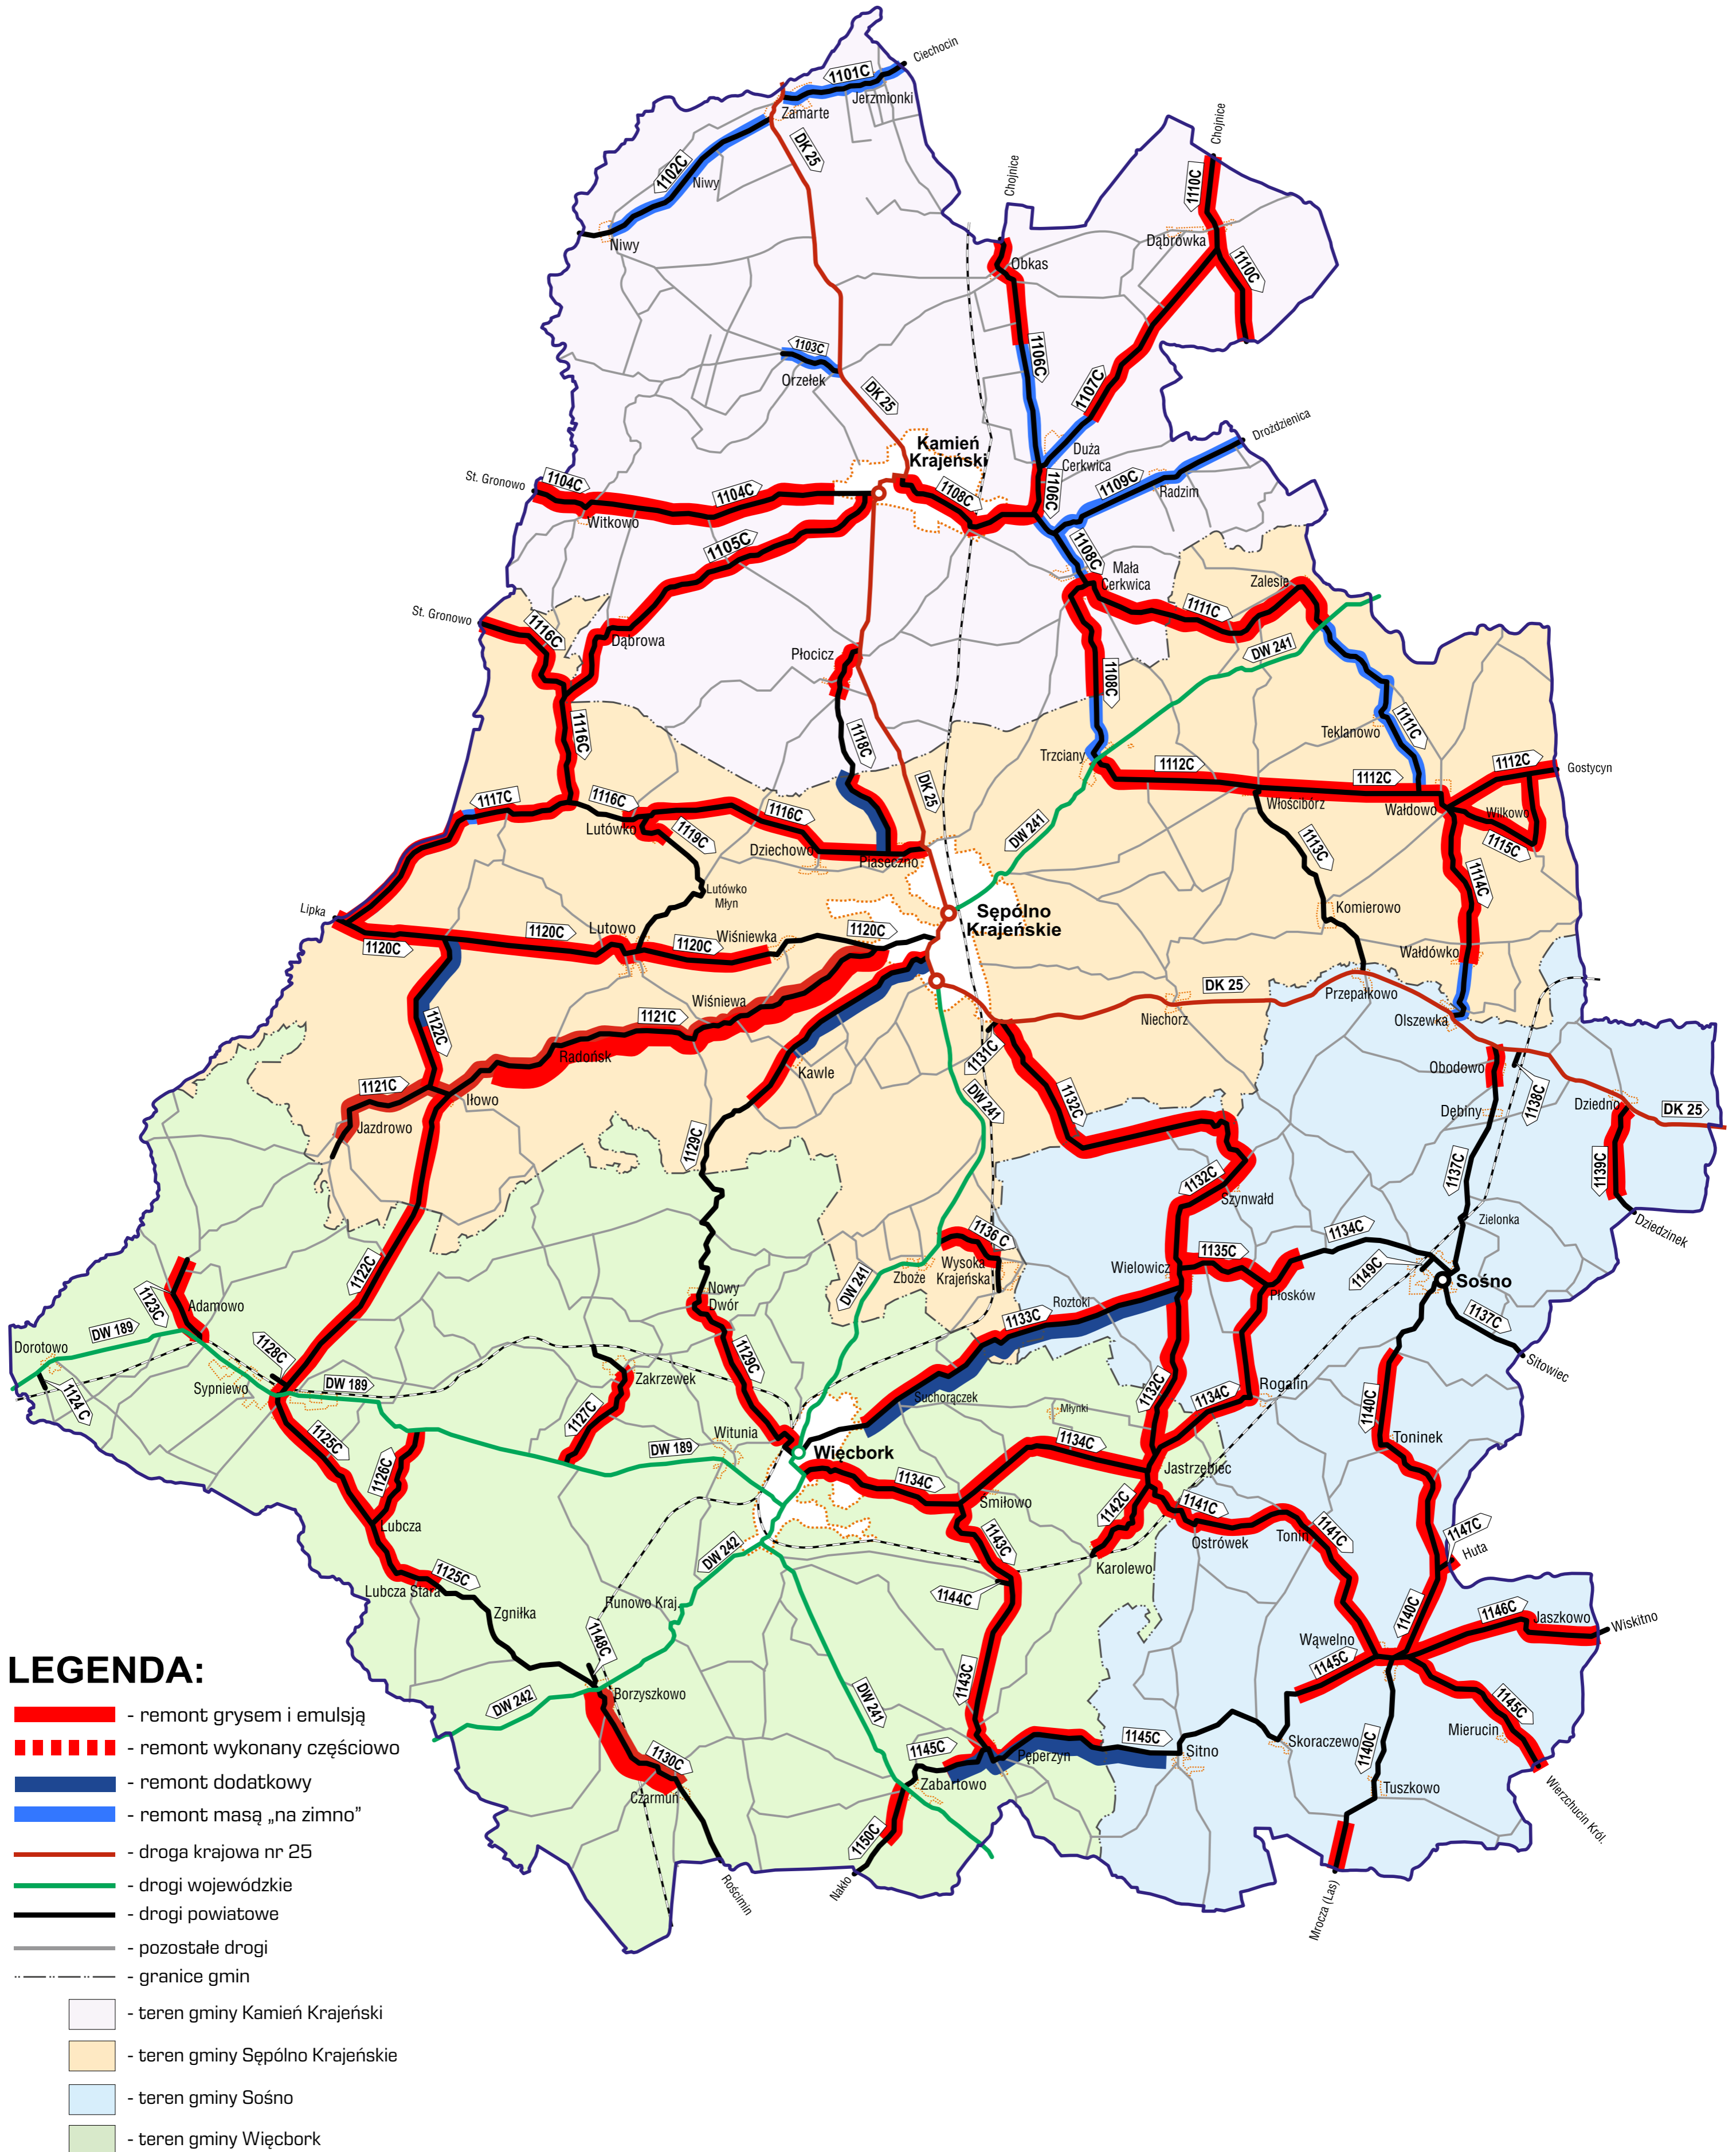 Ciechocin
1101C
Jerzmionki
Zamarte
DK 25
1102C
Niwy
Niwy
Chojnice
Chojnice
1110C
Dąbrówka
1110C
Obkas
1103C
Orzełek
1106C
1107C
DK 25
Kamień
Krajeński
Duża
Cerkwica
Drożdzienica
St. Gronowo
1104C
1104C
Witkowo
1108C
1106C
1109C
Radzim
1105C
1108C
Mała
Cerkwica
Zalesie
1111C
St. Gronowo
1116C
Dąbrowa
DW 241
Płocicz
1108C
1116C
1118C
Teklanowo
1111C
Trzciany
1112C
1112C
1112C
Gostycyn
DK 25
1117C
1116C
Lutówko
1116C
1119C
Dziechowo
Piaseczno
DW 241
Włościbórz
Wałdowo
Wilkowo
1115C
1113C
1114C
Lutówko
Młyn
Lipka
1120C
1120C
Lutowo
1120C
Wiśniewka
1120C
Sępólno
Krajeńskie
Komierowo
Wałdówko
Wiśniewa
1121C
1122C
Radońsk
Kawle
DK 25
Niechorz
Przepałkowo
Olszewka
1131C
Obodowo
1138C
1121C
Iłowo
Jazdrowo
1132C
DW 241
Dębiny
Dziedno
DK 25
1129C
1137C
1139C
1132C
Szynwałd
Zielonka
Dziedzinek
1134C
1136 C
Wysoka
Krajeńska
Zboże
1135C
Wielowicz
1149C
Sośno
Płosków
1122C
1123C
Adamowo
Nowy
Dwór
DW 241
Roztoki
1133C
1137C
Sitowiec
DW 189
Dorotowo
1124 C
1128C
Sypniewo
DW 189
1129C
Zakrzewek
1127C
Suchorączek
1132C
Rogalin
1134C
1140C
Młynki
1125C
1126C
Witunia
DW 189
Więcbork
1134C
1134C
Jastrzębiec
Toninek
Lubcza
Śmiłowo
1142C
1141C
Ostrówek
Tonin
1141C
1147C
Huta
DW 242
1143C
Karolewo
1144C
Lubcza Stara
1125C
Zgniłka
Runowo Kraj.
1148C
1140C
1146C
Jaszkowo
Wiskitno
Wąwelno
1145C
1143C
Borzyszkowo
DW 242
DW 241
1145C
Mierucin
Skoraczewo
1145C
Sitno
1140C
1145C
Pęperzyn
1130C
Czarmuń
Zabartowo
Tuszkowo
Wierzchucin Król.
1150C
Nakło
Rościmin
Mrocza (Las)
LEGENDA:
- remont grysem i emulsją
- remont wykonany częściowo
- remont dodatkowy
- remont masą „na zimno”
- droga krajowa nr 25
- drogi wojewódzkie
- drogi powiatowe
- pozostałe drogi
- granice gmin
- teren gminy Kamień Krajeński
- teren gminy Sępólno Krajeńskie
- teren gminy Sośno
- teren gminy Więcbork